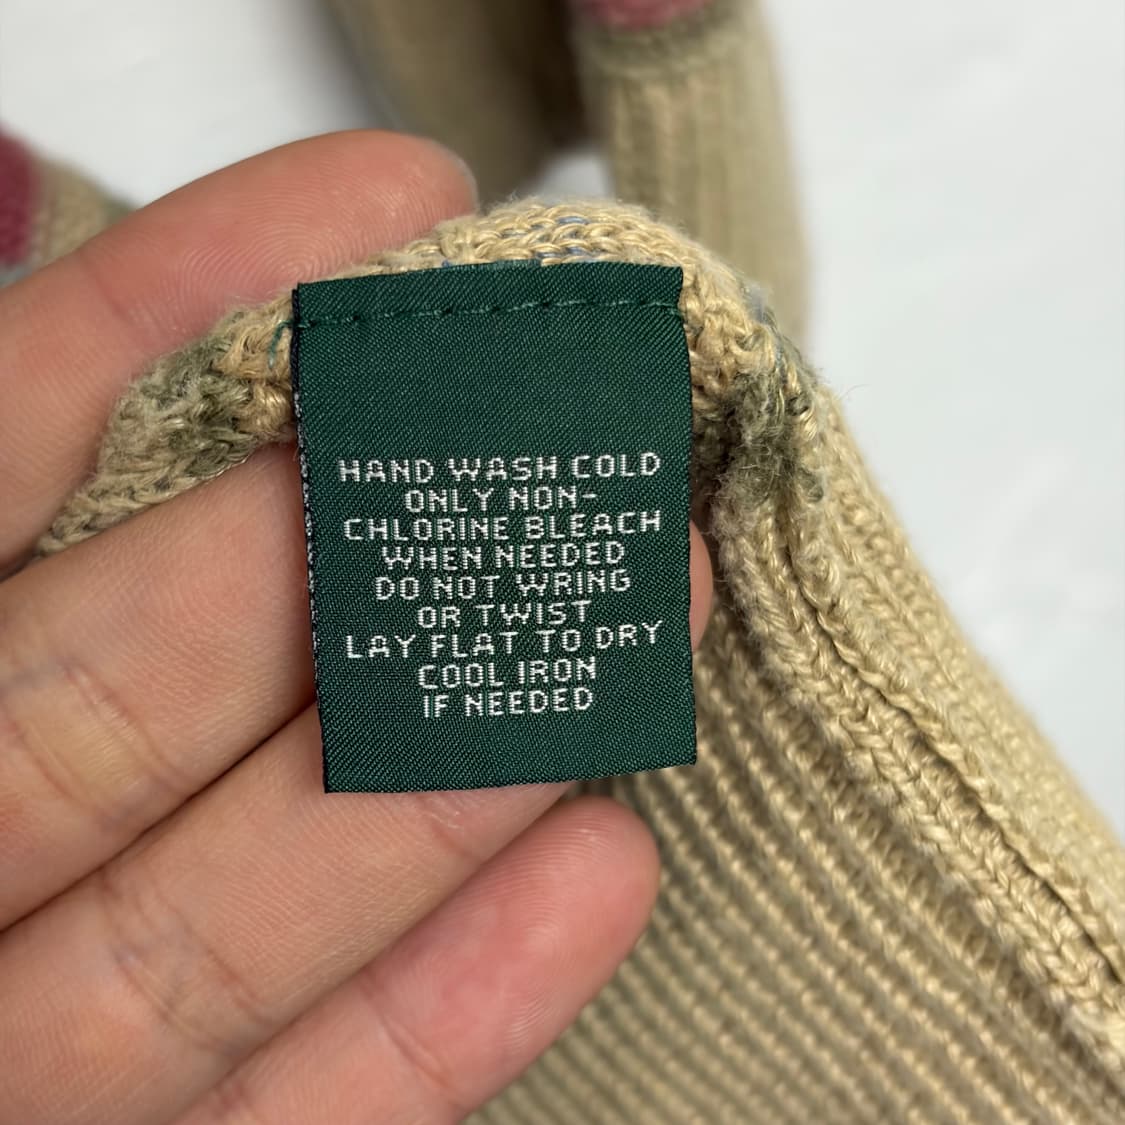 HAND WASH COLD
ONLY NON-
CHLORINE BLEACH
WHEN NEEDED
DO NOT WRING
OR TWIST
LAY FLAT TO DRY
COOL IRON
IF NEEDED